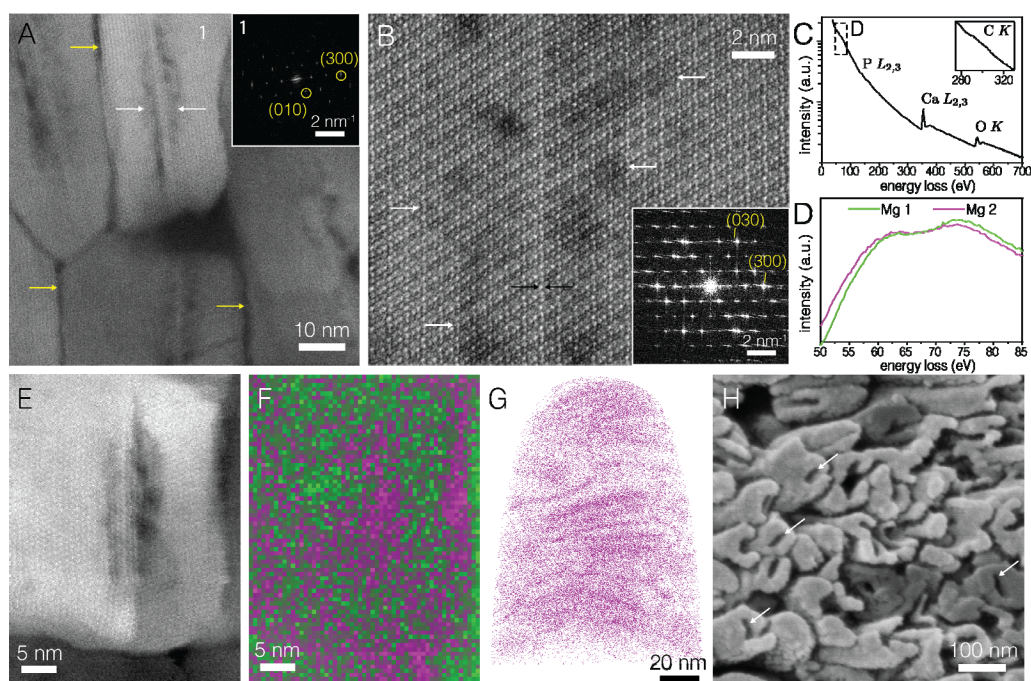 A
1
1
(300)
(010)
2 nm⁻¹
10 nm
B
2 nm
(030)
(300)
2 nm⁻¹
C
D
C K
280
320
P L₂,₃
Ca L₂,₃
O K
intensity (a.u.)
0 100 200 300 400 500 600 700
energy loss (eV)
D
Mg 1
Mg 2
intensity (a.u.)
50 55 60 65 70 75 80 85
energy loss (eV)
E
5 nm
F
5 nm
G
20 nm
H
100 nm